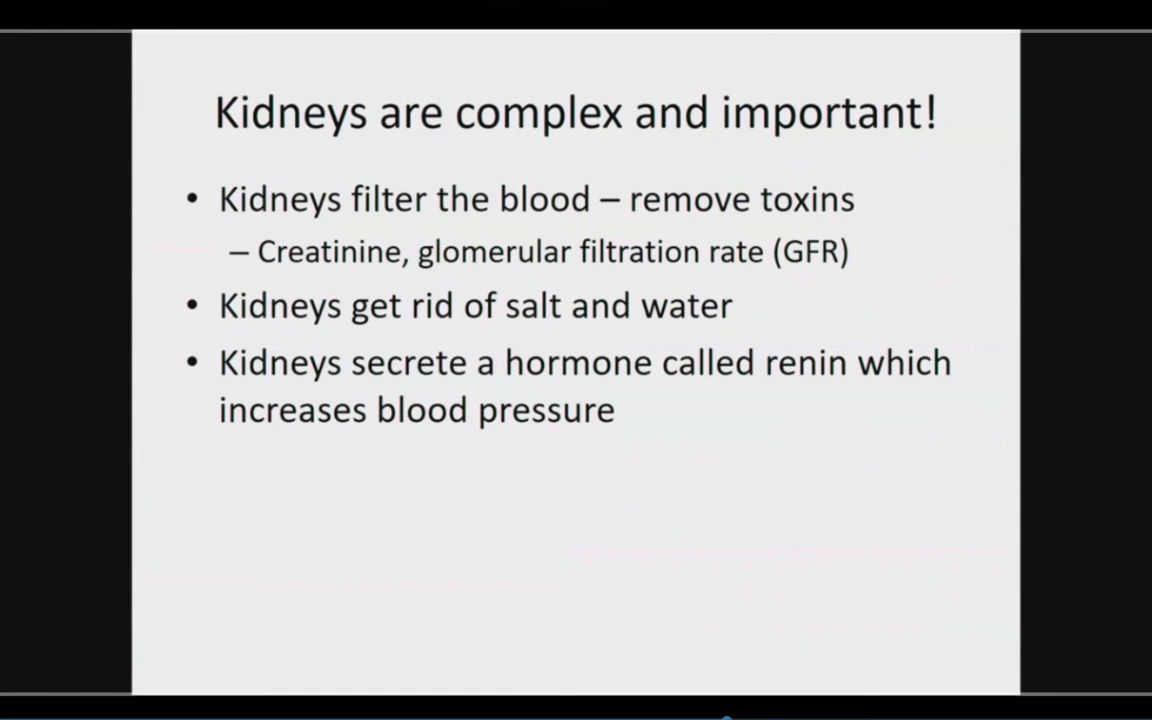 Kidneys are complex and important!
• Kidneys filter the blood – remove toxins
– Creatinine, glomerular filtration rate (GFR)
• Kidneys get rid of salt and water
• Kidneys secrete a hormone called renin which
increases blood pressure